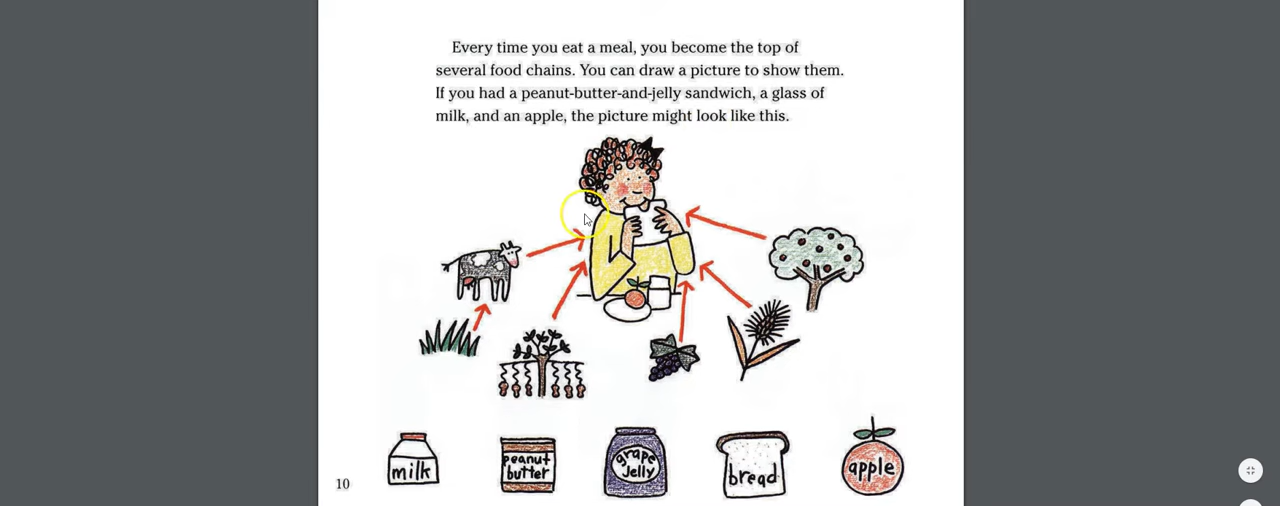 Every time you eat a meal, you become the top of
several food chains. You can draw a picture to show them.
If you had a peanut-butter-and-jelly sandwich, a glass of
milk, and an apple, the picture might look like this.
milk
peanut
butter
grape
Jelly
bread
apple
10